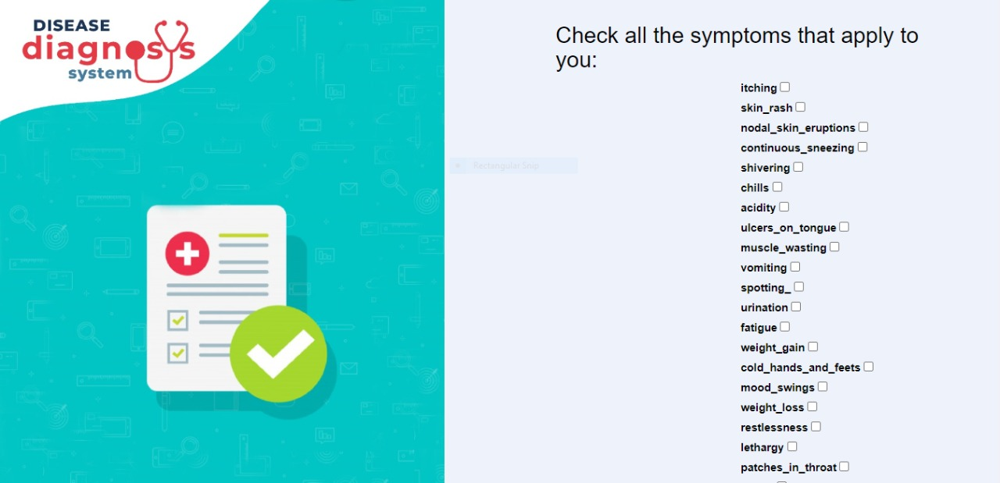 DISEASE
diagnosys
system
Check all the symptoms that apply to
you:
itching
skin_rash
nodal_skin_eruptions
continuous_sneezing
Rectangular Snip
shivering
chills
acidity
ulcers_on_tongue
muscle_wasting
vomiting
spotting_
urination
fatigue
weight_gain
cold_hands_and_feets
mood_swings
weight_loss
restlessness
lethargy
patches_in_throat